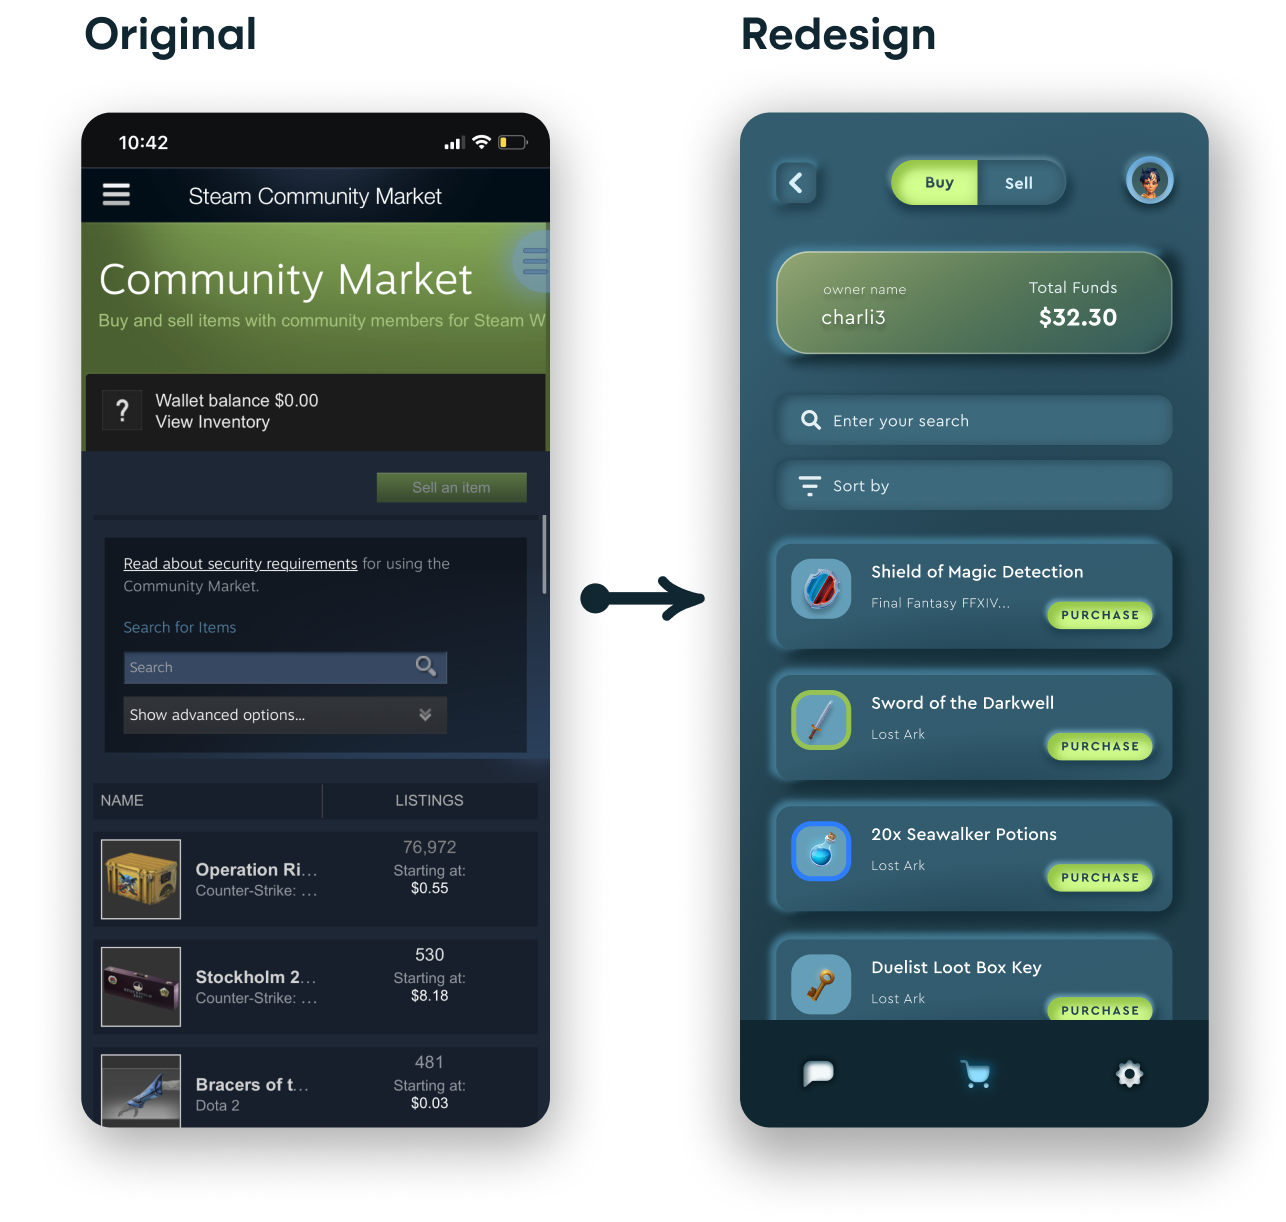 Original
Redesign
10:42
Steam Community Market
Community Market
Buy and sell items with community members for Steam W
?
Wallet balance $0.00
View Inventory
Sell an item
Read about security requirements for using the
Community Market.
Search for Items
Search
Show advanced options...
NAME
LISTINGS
Operation Ri...
Counter-Strike: ...
76,972
Starting at:
$0.55
Stockholm 2...
Counter-Strike: ...
530
Starting at:
$8.18
Bracers of t...
Dota 2
481
Starting at:
$0.03
Buy
Sell
owner name
charli3
Total Funds
$32.30
Enter your search
Sort by
Shield of Magic Detection
Final Fantasy FFXIV...
PURCHASE
Sword of the Darkwell
Lost Ark
PURCHASE
20x Seawalker Potions
Lost Ark
PURCHASE
Duelist Loot Box Key
Lost Ark
PURCHASE